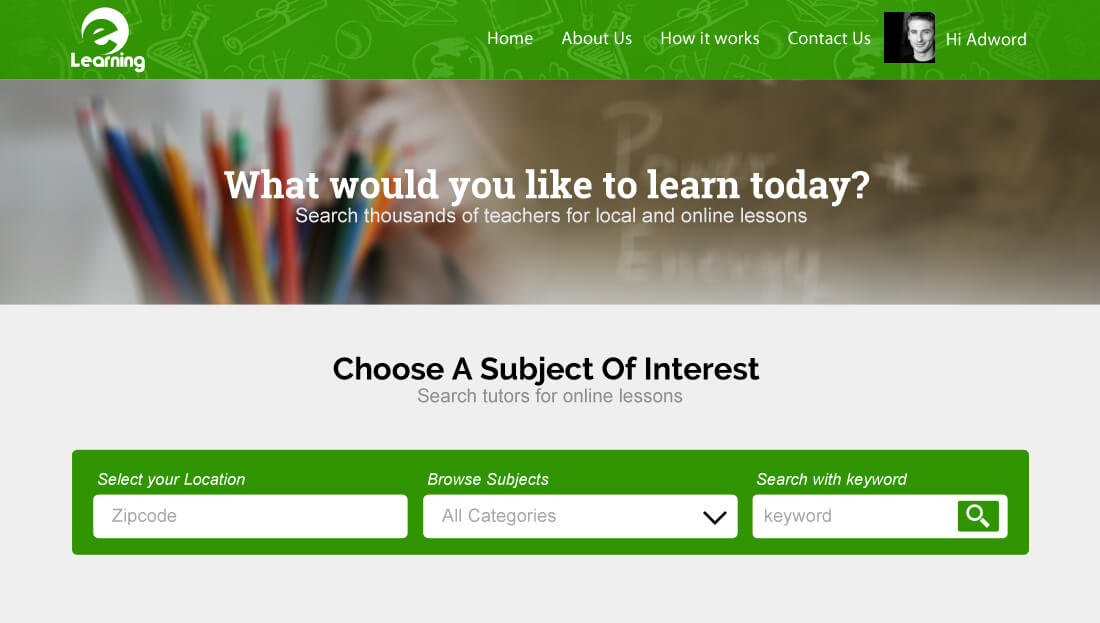 e
Learning
Home
About Us
How it works
Contact Us
Hi Adword
Power
Energy
What would you like to learn today?
Search thousands of teachers for local and online lessons
Choose A Subject Of Interest
Search tutors for online lessons
Select your Location
Browse Subjects
Search with keyword
Zipcode
All Categories
keyword